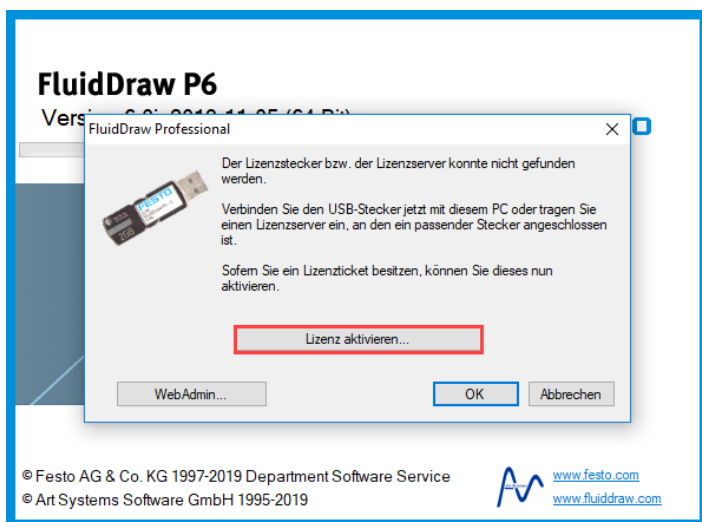 FluidDraw P6
FluidDraw Professional
Der Lizenzstecker bzw. der Lizenzserver konnte nicht gefunden
werden.
FESTO
2GB
Verbinden Sie den USB-Stecker jetzt mit diesem PC oder tragen Sie
einen Lizenzserver ein, an den ein passender Stecker angeschlossen
ist.
Sofern Sie ein Lizenzticket besitzen, können Sie dieses nun
aktivieren.
Lizenz aktivieren...
WebAdmin...
OK
Abbrechen
© Festo AG & Co. KG 1997-2019 Department Software Service
www.festo.com
© Art Systems Software GmbH 1995-2019
www.fluiddraw.com